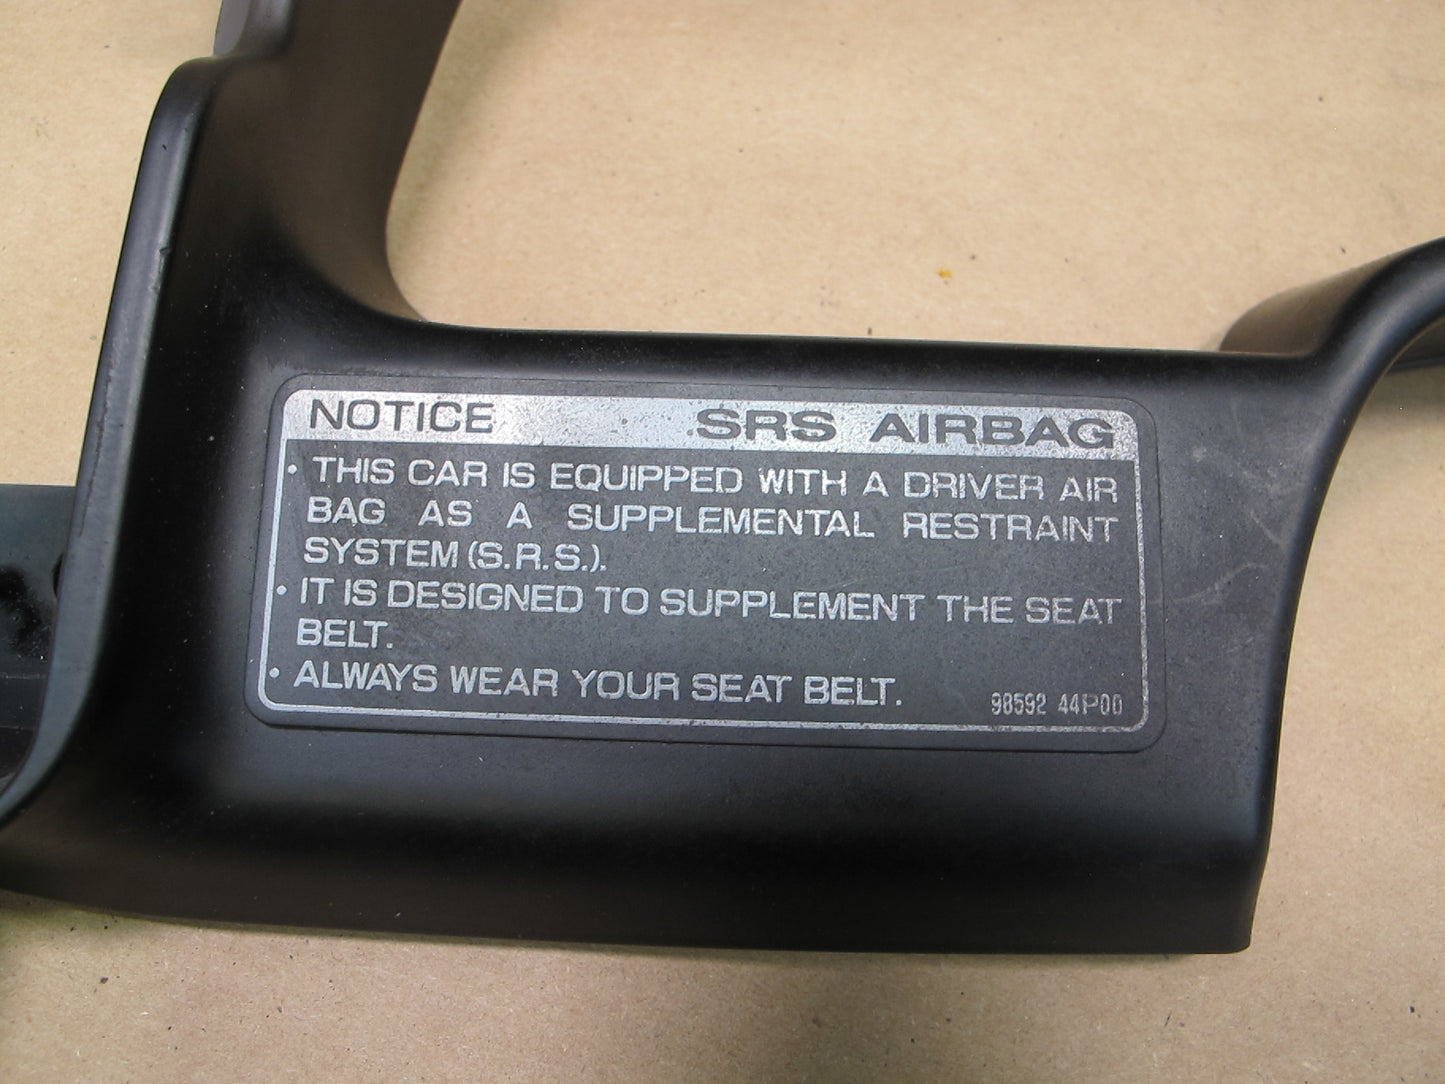 NOTICE SRS AIRBAG
• THIS CAR IS EQUIPPED WITH A DRIVER AIR
BAG AS A SUPPLEMENTAL RESTRAINT
SYSTEM (S.R.S.).
• IT IS DESIGNED TO SUPPLEMENT THE SEAT
BELT.
• ALWAYS WEAR YOUR SEAT BELT.
98592 44P00